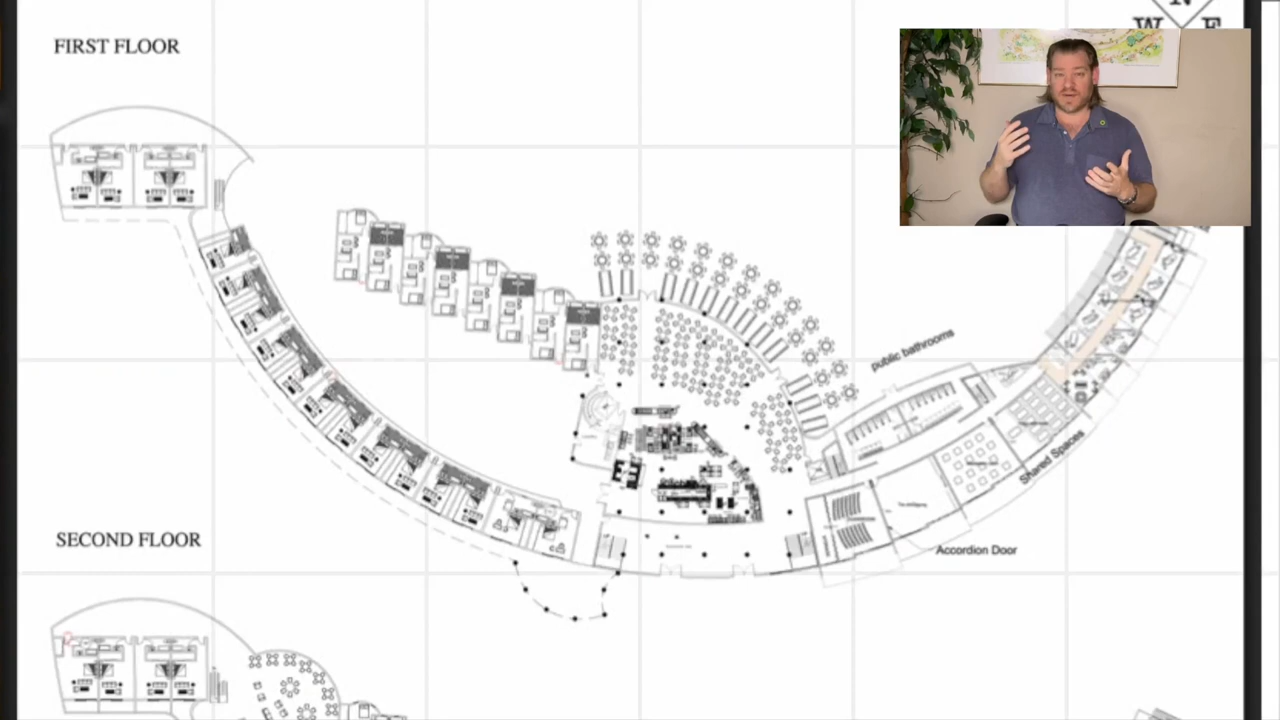 N
W E
FIRST FLOOR
public bathrooms
Shared Spaces
Accordion Door
SECOND FLOOR